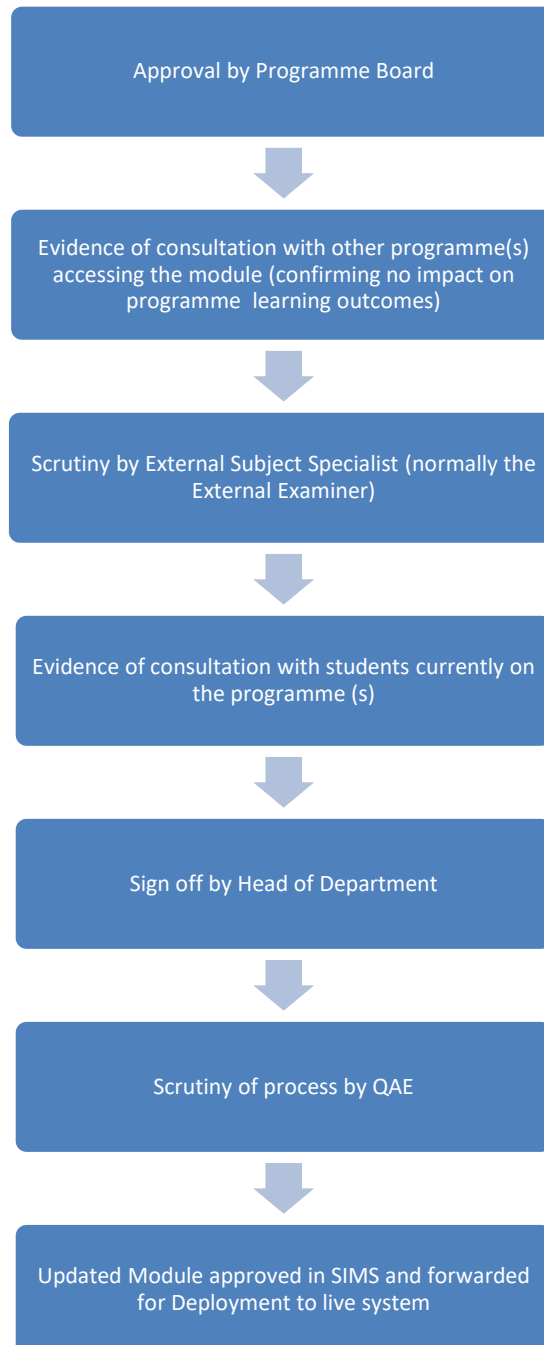 Approval by Programme Board
Evidence of consultation with other programme(s)
accessing the module (confirming no impact on
programme  learning outcomes)
Scrutiny by External Subject Specialist (normally the
External Examiner)
Evidence of consultation with students currently on
the programme (s)
Sign off by Head of Department
Scrutiny of process by QAE
Updated Module approved in SIMS and forwarded
for Deployment to live system